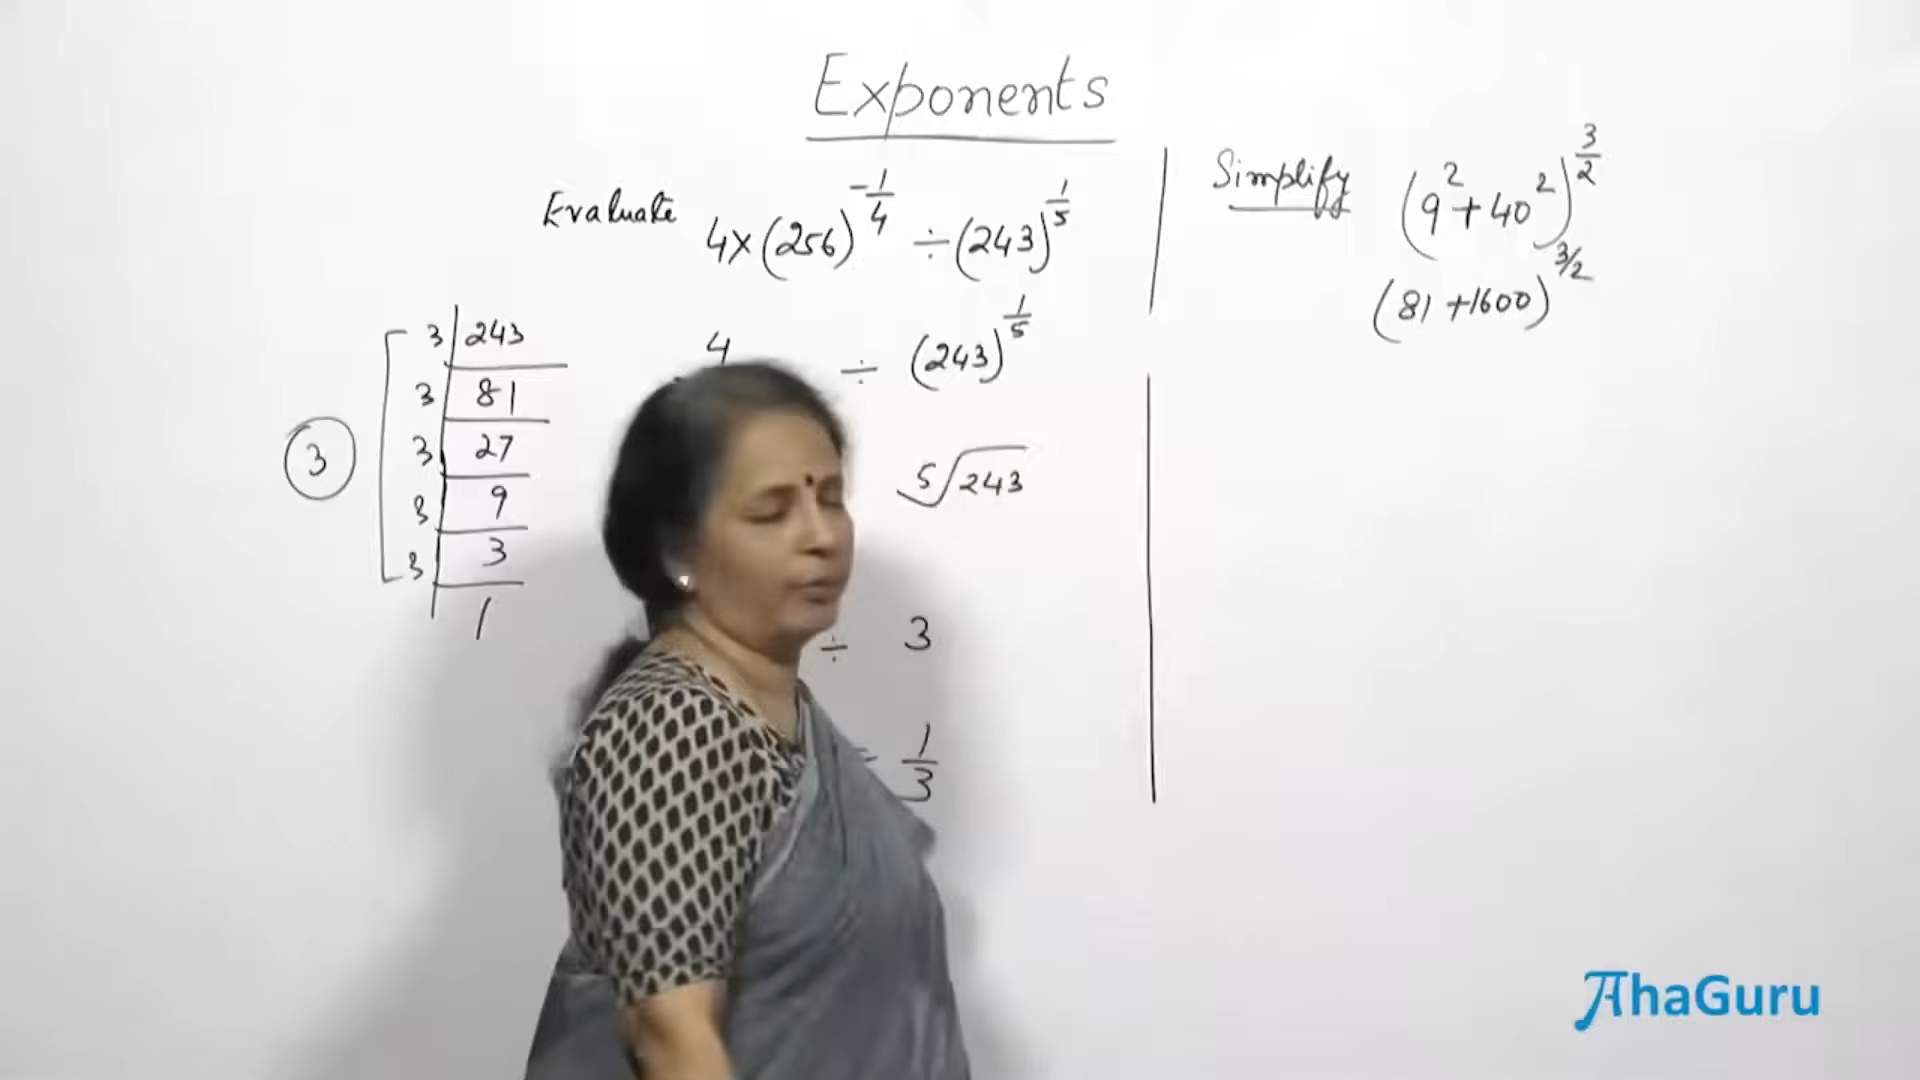 Exponents
Evaluate 4×(256)^{-1/4} ÷ (243)^{1/5}
4 ÷ (243)^{1/5}
⁵√243
÷ 3
= 1/3
3 | 243
3 | 81
3 | 27
3 | 9
3 | 3
1
3
Simplify (9² + 40²)^{3/2}
(81 + 1600)^{3/2}
AhaGuru